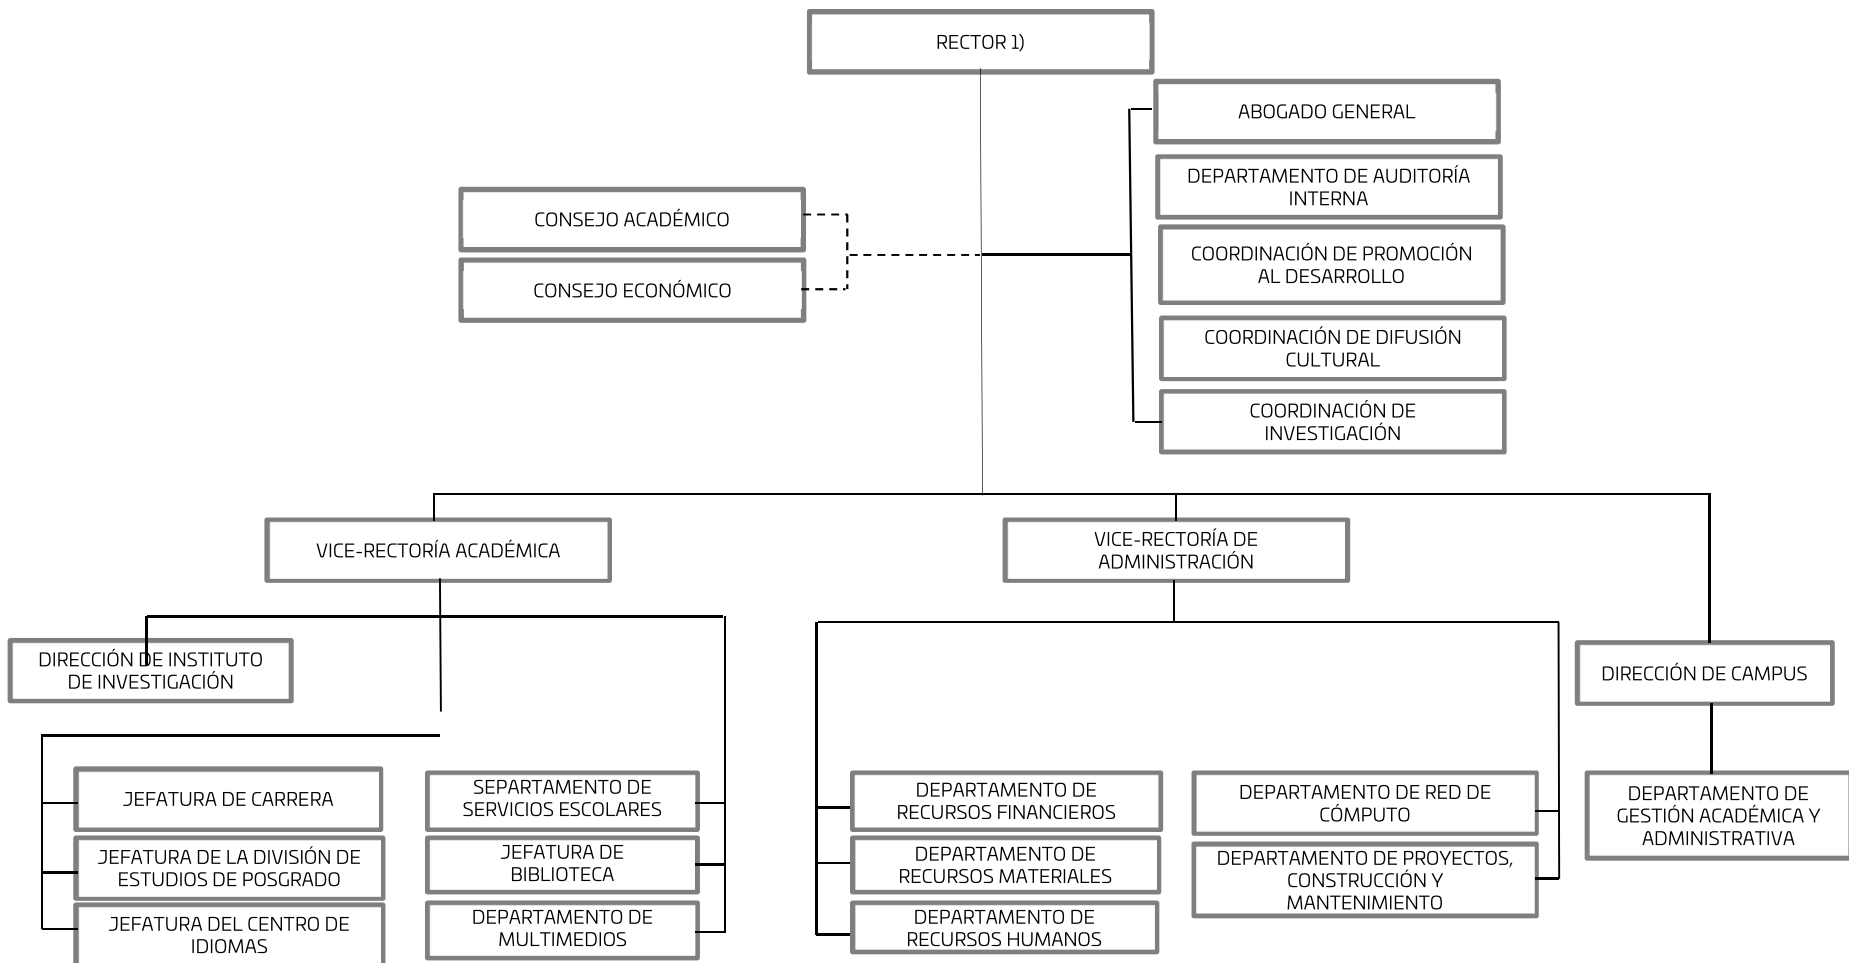 RECTOR 1)
ABOGADO GENERAL
DEPARTAMENTO DE AUDITORÍA
INTERNA
CONSEJO ACADÉMICO
COORDINACIÓN DE PROMOCIÓN
AL DESARROLLO
CONSEJO ECONÓMICO
COORDINACIÓN DE DIFUSIÓN
CULTURAL
COORDINACIÓN DE
INVESTIGACIÓN
VICE-RECTORÍA ACADÉMICA
VICE-RECTORÍA DE
ADMINISTRACIÓN
DIRECCIÓN DE INSTITUTO
DE INVESTIGACIÓN
DIRECCIÓN DE CAMPUS
JEFATURA DE CARRERA
JEFATURA DE LA DIVISIÓN DE
ESTUDIOS DE POSGRADO
JEFATURA DEL CENTRO DE
IDIOMAS
SEPARTAMENTO DE
SERVICIOS ESCOLARES
JEFATURA DE
BIBLIOTECA
DEPARTAMENTO DE
MULTIMEDIOS
DEPARTAMENTO DE
RECURSOS FINANCIEROS
DEPARTAMENTO DE
RECURSOS MATERIALES
DEPARTAMENTO DE
RECURSOS HUMANOS
DEPARTAMENTO DE RED DE
CÓMPUTO
DEPARTAMENTO DE PROYECTOS,
CONSTRUCCIÓN Y
MANTENIMIENTO
DEPARTAMENTO DE
GESTIÓN ACADÉMICA Y
ADMINISTRATIVA